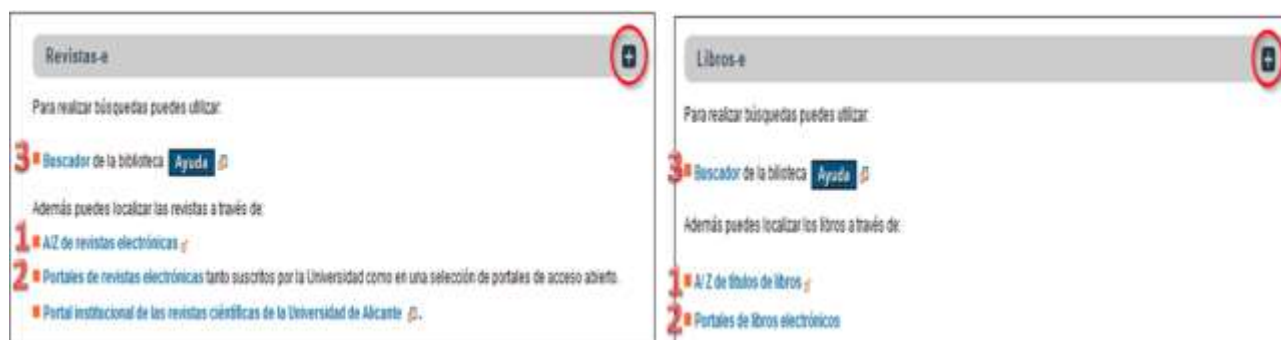 Revistas-e
Para realizar búsquedas puedes utilizar:
3 Buscador de la biblioteca Ayuda
Además puedes localizar las revistas a través de:
1 A/Z de revistas electrónicas
2 Portales de revistas electrónicas tanto suscritos por la Universidad como en una selección de portales de acceso abierto.
Portal institucional de las revistas científicas de la Universidad de Alicante
Libros-e
Para realizar búsquedas puedes utilizar:
3 Buscador de la bilioteca Ayuda
Además puedes localizar los libros a través de:
1 A/ Z de títulos de libros
2 Portales de libros electrónicos